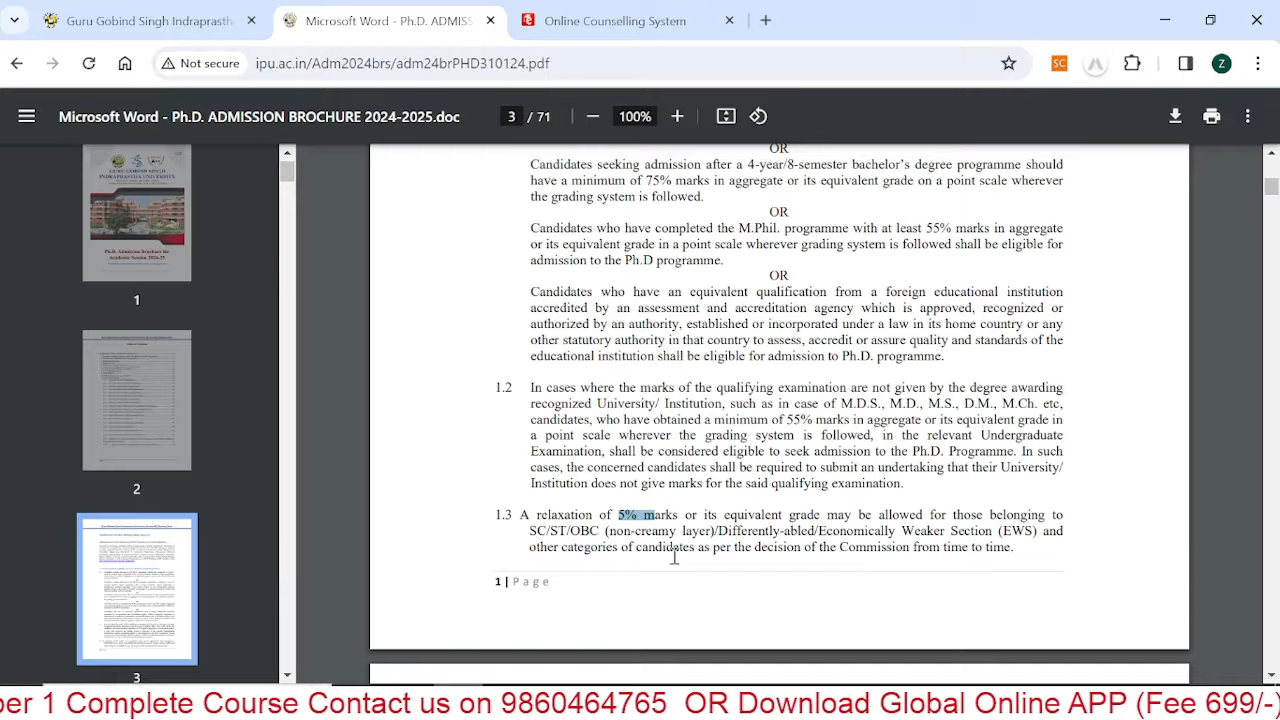 Guru Gobind Singh Indraprasth
Microsoft Word - Ph.D. ADMISS
Online Counselling System
Not secure
ipu.ac.in/Adm2024brs/adm24brPHD310124.pdf
SC
Z
Microsoft Word - Ph.D. ADMISSION BROCHURE 2024-2025.doc
3 / 71
100%
OR
Candidates seeking admission after a 4-year/8-semester bachelor's degree programme should
have a minimum of 75% marks in aggregate or its equivalent grade on a point scale wherever
the grading system is followed.
OR
Candidates who have completed the M.Phil. programme with at least 55% marks in aggregate
or its equivalent grade in a point scale wherever grading system is followed shall be eligible for
admission to the Ph.D programme.
OR
Candidates who have an equivalent qualification from a foreign educational institution
accredited by an assessment and accreditation agency which is approved, recognized or
authorized by an authority, established or incorporated under a law in its home country or any
other statutory authority in that country to assess, accredit or assure quality and standards of the
educational institution shall be eligible for admission to Ph.D. programme.
1.2 In cases where the marks of the qualifying examination are not given by the degree awarding
recognized University/ Institution, such as in case of M.D.S., M.D., M.S., D.M., M.Ch. etc,
candidates, who have obtained a minimum of 55% marks in aggregate or its equivalent grade in
a point scale wherever the grading system is followed, in the relevant Undergraduate
Examination, shall be considered eligible to seek admission to the Ph.D. Programme. In such
cases, the concerned candidates shall be required to submit an undertaking that their University/
Institution does not give marks for the said qualifying examination.
1.3 A relaxation of 5% marks or its equivalent grade may be allowed for those belonging to
SC/ST/OBC (non-creamy layer/Differently-abled/Economically Weaker Section (EWS) and
other categories of candidates as per the decision of the Commission from time to time.
1 | Page
Ph.D. Admission Brochure for
Academic Session 2024-25
1
2
3
per 1 Complete Course Contact us on 9860464765 OR Download Global Online APP (Fee 699/-)